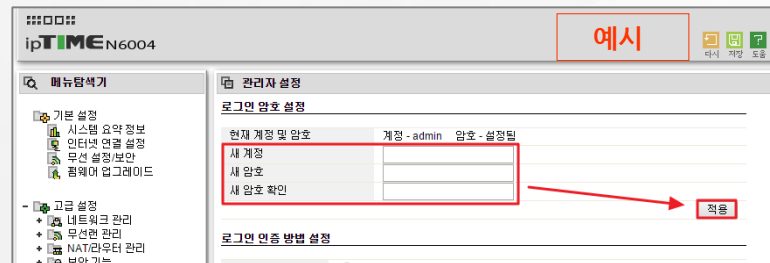 ipTIME N6004
예시
다시 저장 도움
메뉴탐색기
기본 설정
시스템 요약 정보
인터넷 연결 설정
무선 설정/보안
펌웨어 업그레이드
고급 설정
네트워크 관리
무선랜 관리
NAT/라우터 관리
보안 기능
관리자 설정
로그인 암호 설정
현재 계정 및 암호 계정 - admin 암호 - 설정됨
새 계정
새 암호
새 암호 확인
적용
로그인 인증 방법 설정